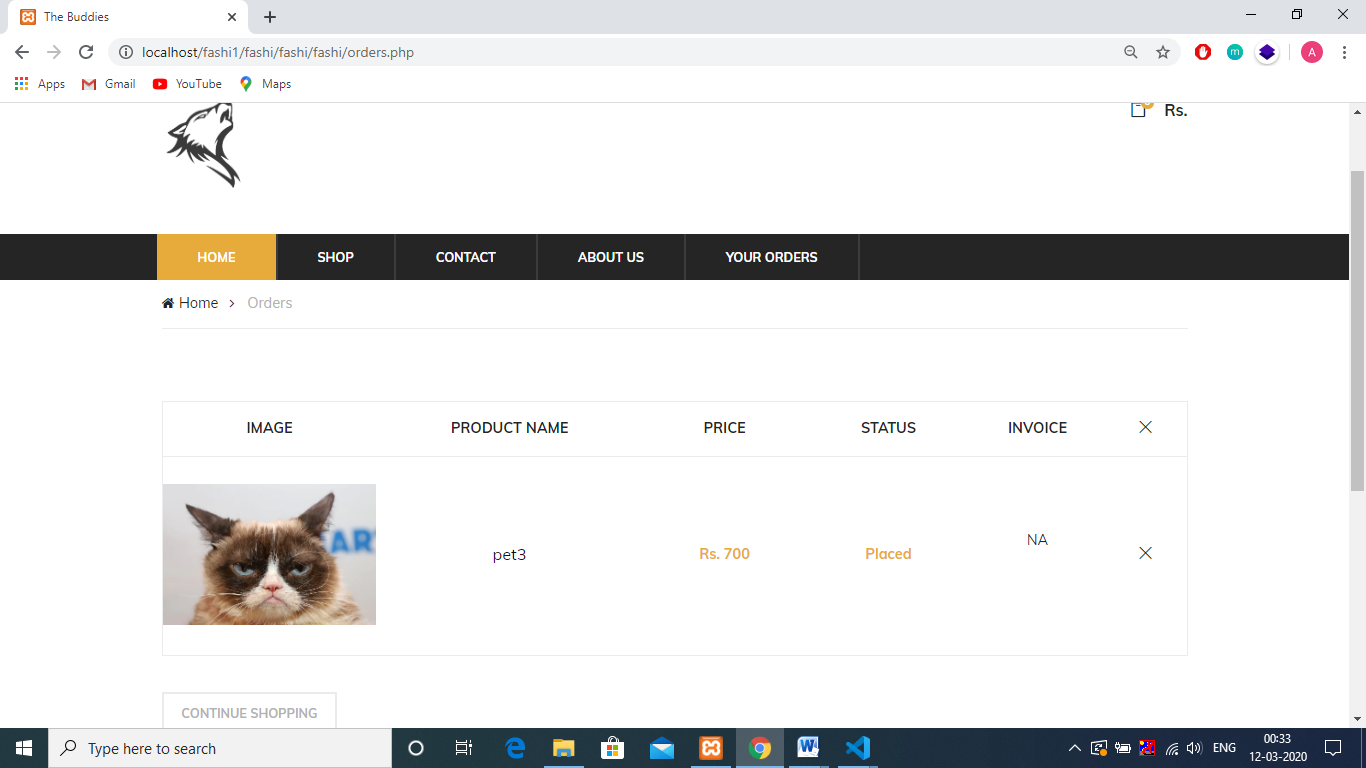 The Buddies
localhost/fashi1/fashi/fashi/fashi/orders.php
A
Apps Gmail YouTube Maps
Rs.
HOME SHOP CONTACT ABOUT US YOUR ORDERS
Home > Orders
IMAGE PRODUCT NAME PRICE STATUS INVOICE
pet3 Rs. 700 Placed NA
CONTINUE SHOPPING
Type here to search
ENG
00:33
12-03-2020